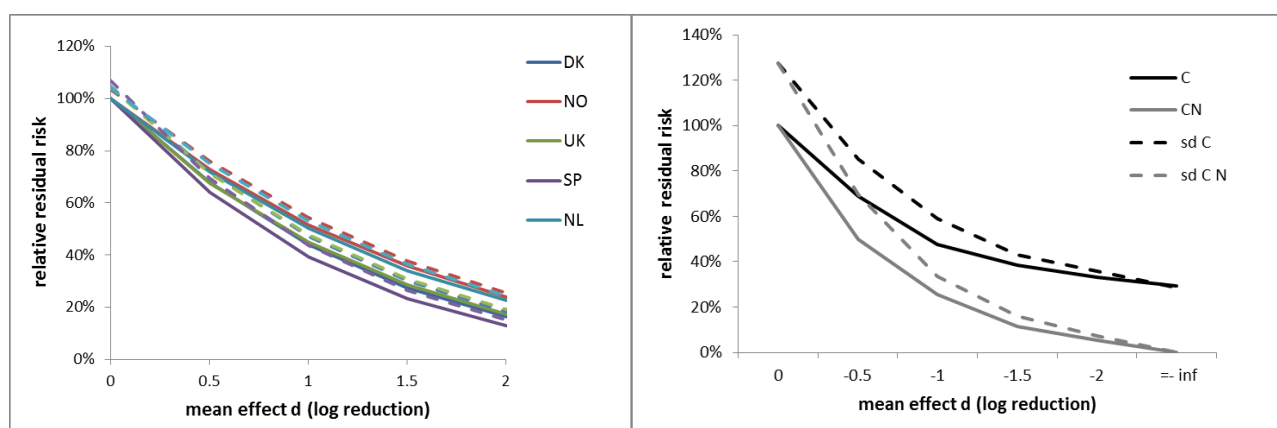 120%
100%
80%
60%
40%
20%
0%
relative residual risk
0
0.5
1
1.5
2
mean effect d (log reduction)
DK
NO
UK
SP
NL
140%
120%
100%
80%
60%
40%
20%
0%
relative residual risk
0
-0.5
-1
-1.5
-2
=- inf
mean effect d (log reduction)
C
CN
sd C
sd C N